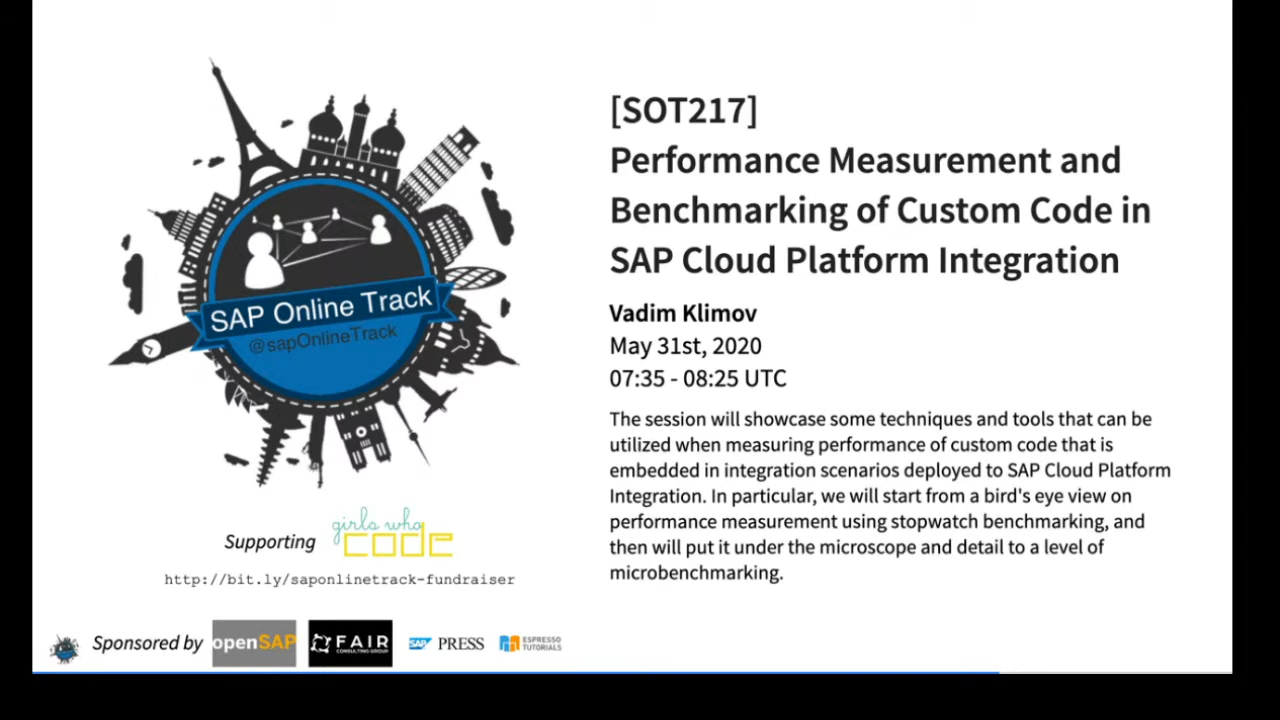 [SOT217]
Performance Measurement and
Benchmarking of Custom Code in
SAP Cloud Platform Integration
Vadim Klimov
May 31st, 2020
07:35 - 08:25 UTC
The session will showcase some techniques and tools that can be
utilized when measuring performance of custom code that is
embedded in integration scenarios deployed to SAP Cloud Platform
Integration. In particular, we will start from a bird's eye view on
performance measurement using stopwatch benchmarking, and
then will put it under the microscope and detail to a level of
microbenchmarking.
SAP Online Track
@sapOnlineTrack
Supporting
girls who
code
http://bit.ly/saponlinetrack-fundraiser
Sponsored by
openSAP
FAIR
CONSULTING GROUP
SAP PRESS
ESPRESSO
TUTORIALS